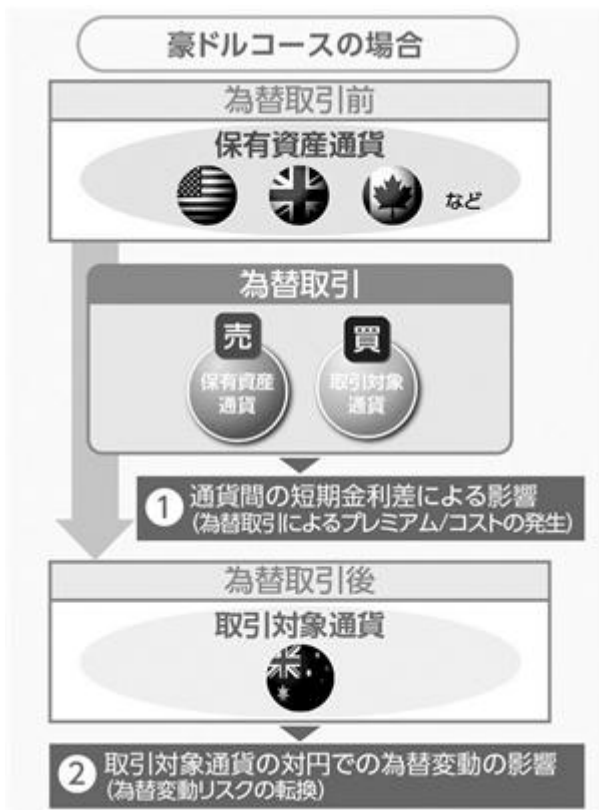 豪ドルコースの場合
為替取引前
保有資産通貨
など
為替取引
売
買
保有資産
通貨
取引対象
通貨
1 通貨間の短期金利差による影響
(為替取引によるプレミアム/コストの発生)
為替取引後
取引対象通貨
2 取引対象通貨の対円での為替変動の影響
(為替変動リスクの転換)